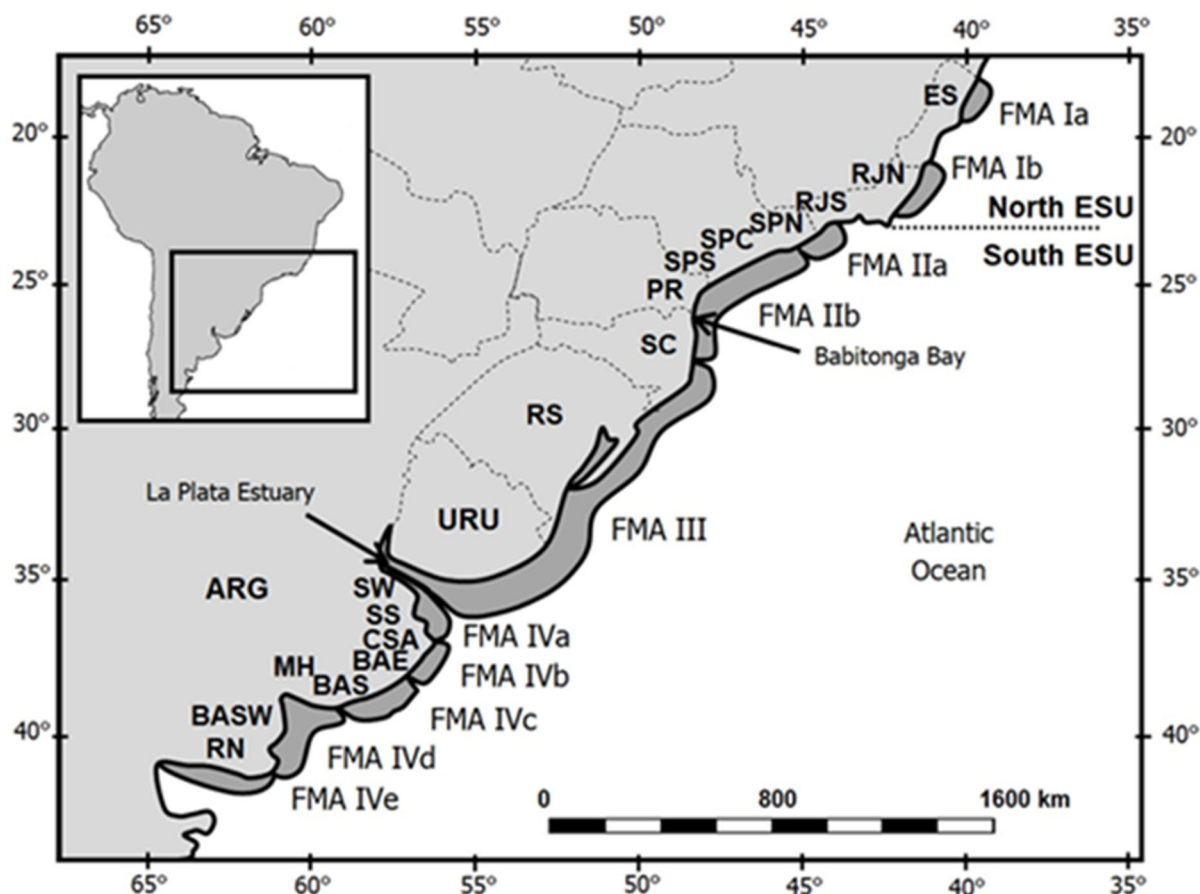 65° 60° 55° 50° 45° 40° 35°
ES
FMA Ia
20° 20°
RJN
FMA Ib
RJS
North ESU
SPN
SPC
South ESU
SPS
FMA IIa
25° 25°
PR
FMA IIb
SC
Babitonga Bay
30° 30°
RS
La Plata Estuary
URU
FMA III
Atlantic
Ocean
35° 35°
ARG
SW
SS
CSA
FMA IVa
BAE
MH
FMA IVb
BAS
BASW
FMA IVc
40° 40°
RN
FMA IVd
FMA IVe
0 800 1600 km
65° 60° 55° 50° 45° 40° 35°